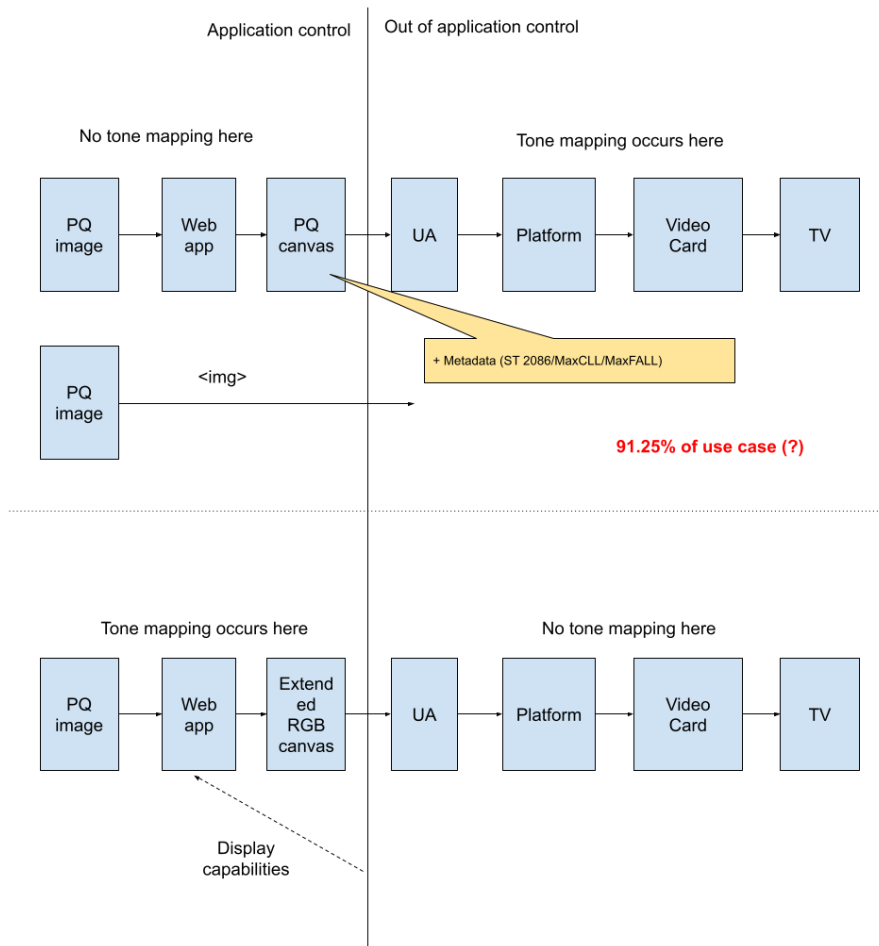 Application control
Out of application control
No tone mapping here
Tone mapping occurs here
PQ
image
Web
app
PQ
canvas
UA
Platform
Video
Card
TV
+ Metadata (ST 2086/MaxCLL/MaxFALL)
PQ
image
<img>
91.25% of use case (?)
Tone mapping occurs here
No tone mapping here
PQ
image
Web
app
Extend
ed
RGB
canvas
UA
Platform
Video
Card
TV
Display
capabilities